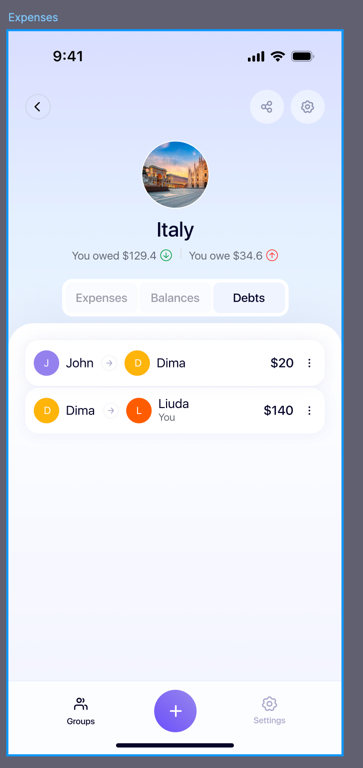 Expenses
9:41
Italy
You owed $129.4 You owe $34.6
Expenses Balances Debts
J John D Dima $20
D Dima L Liuda $140
You
Groups
Settings